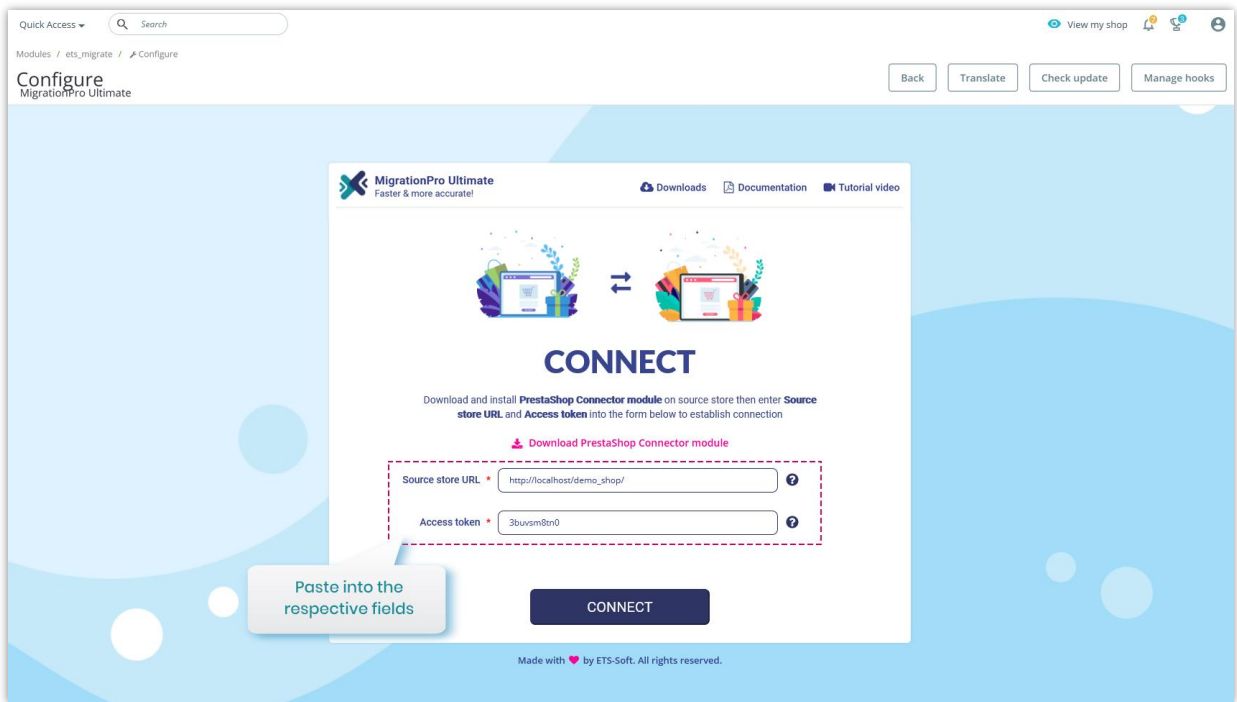 Quick Access
Search
View my shop
7
3
Modules / ets_migrate / Configure
Configure
MigrationPro Ultimate
Back
Translate
Check update
Manage hooks
MigrationPro Ultimate
Faster & more accurate!
Downloads
Documentation
Tutorial video
CONNECT
Download and install PrestaShop Connector module on source store then enter Source
store URL and Access token into the form below to establish connection
Download PrestaShop Connector module
Source store URL *
http://localhost/demo_shop/
?
Access token *
3buvsm8tn0
?
Paste into the
respective fields
CONNECT
Made with ❤ by ETS-Soft. All rights reserved.